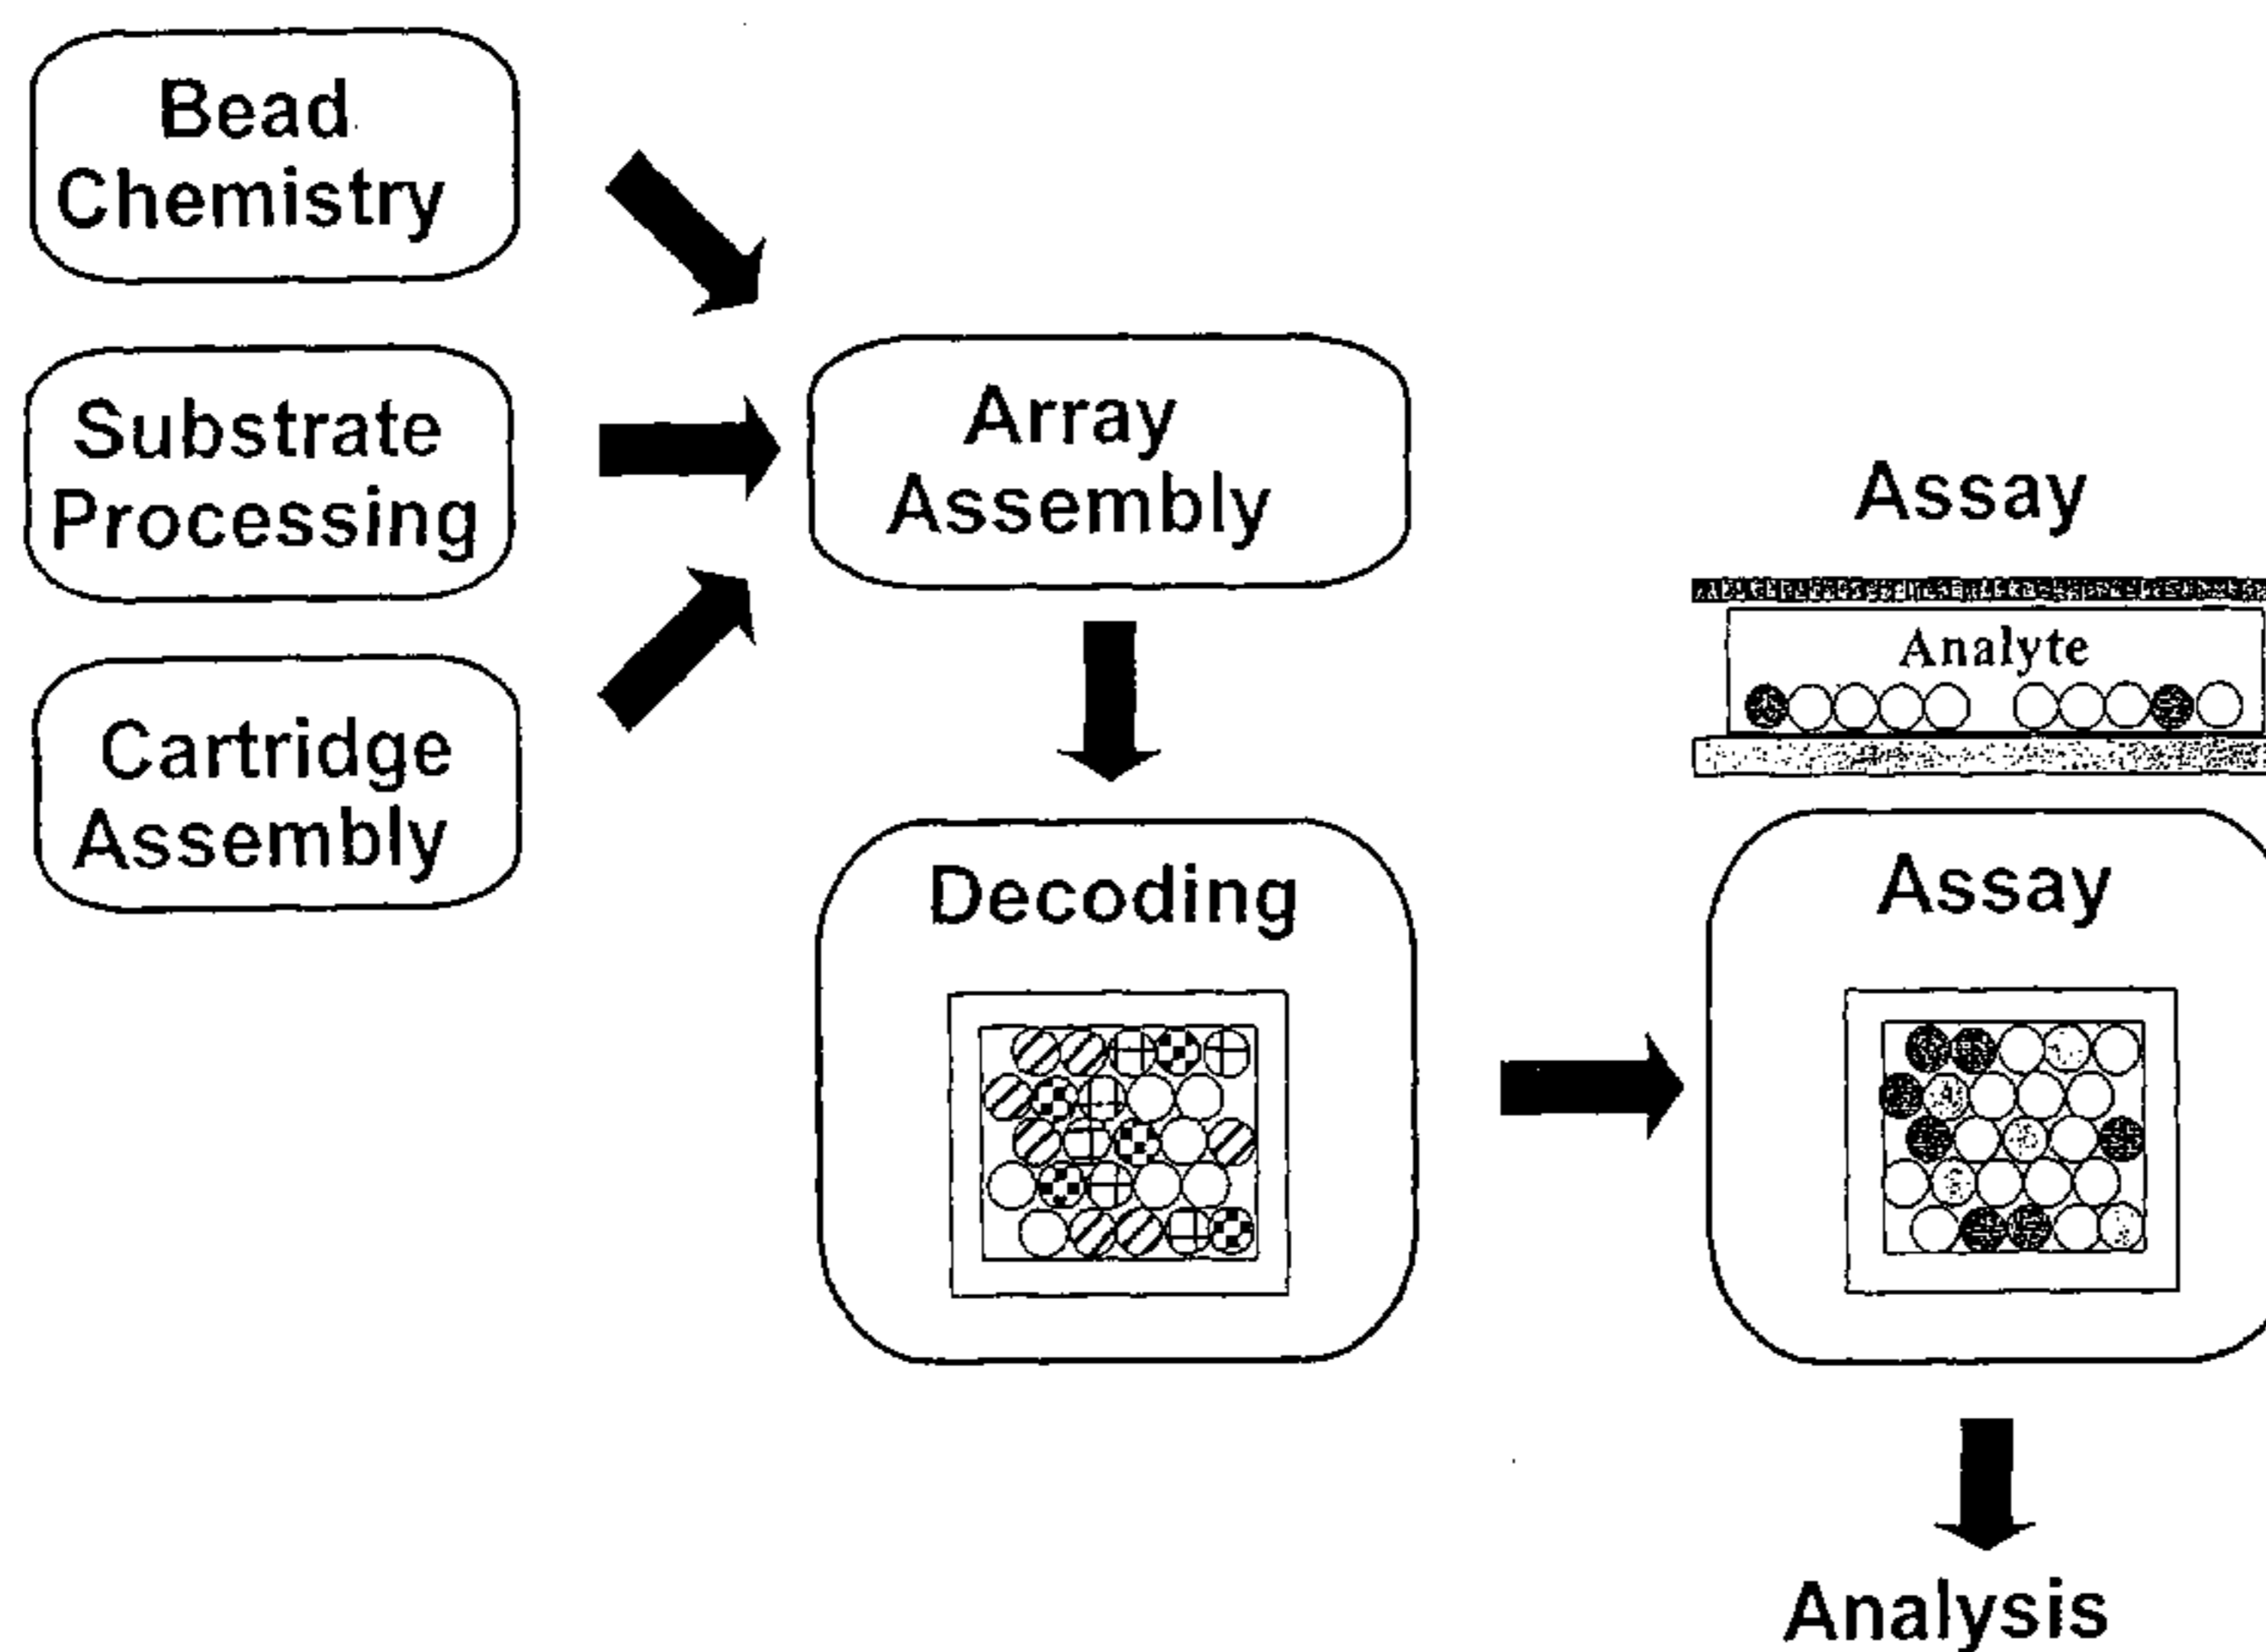 Bead
Chemistry
Substrate
Processing
Cartridge
Assembly
Array
Assembly
Decoding
Assay
Analyte
Assay
Analysis